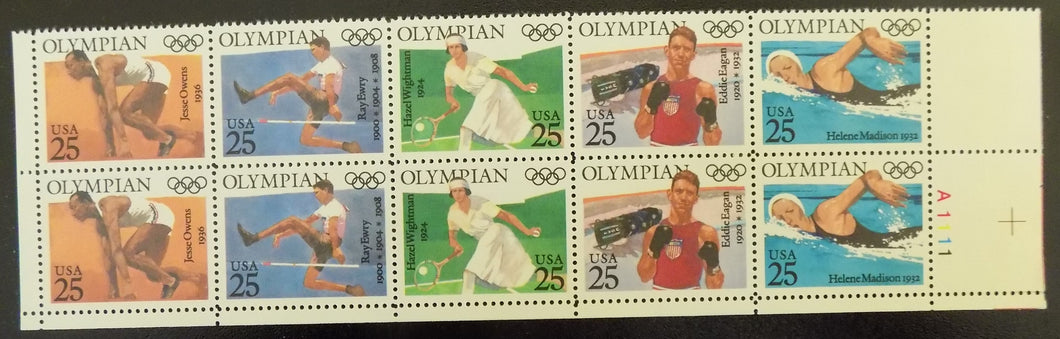 OLYMPIAN
Jesse Owens
1936
USA
25
OLYMPIAN
Ray Ewry
1900 ★ 1904 ★ 1908
USA
25
OLYMPIAN
Hazel Wightman
1924
USA
25
OLYMPIAN
Eddie Eagan
1920 ★ 1932
USA
25
OLYMPIAN
USA
25
Helene Madison 1932
OLYMPIAN
Jesse Owens
1936
USA
25
OLYMPIAN
Ray Ewry
1900 ★ 1904 ★ 1908
USA
25
OLYMPIAN
Hazel Wightman
1924
USA
25
OLYMPIAN
Eddie Eagan
1920 ★ 1932
USA
25
OLYMPIAN
USA
25
Helene Madison 1932
A1111